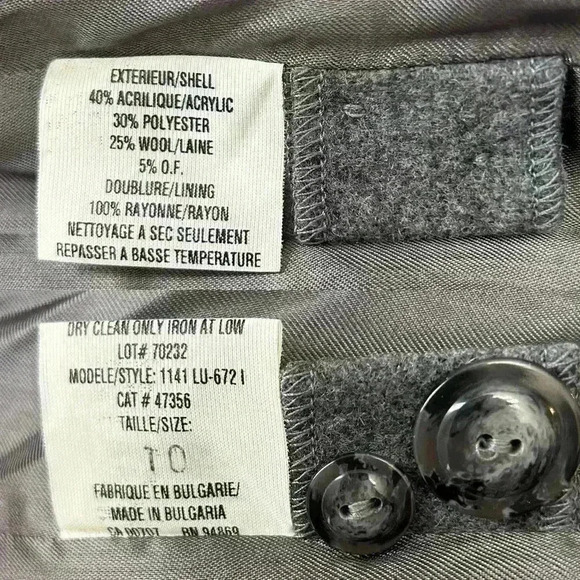 EXTERIEUR/SHELL
40% ACRILIQUE/ACRYLIC
30% POLYESTER
25% WOOL/LAINE
5% O.F.
DOUBLURE/LINING
100% RAYONNE/RAYON
NETTOYAGE A SEC SEULEMENT
REPASSER A BASSE TEMPERATURE
DRY CLEAN ONLY IRON AT LOW
LOT# 70232
MODELE/STYLE: 1141 LU-672 I
CAT # 47356
TAILLE/SIZE:
10
FABRIQUE EN BULGARIE/
MADE IN BULGARIA
RN 94869